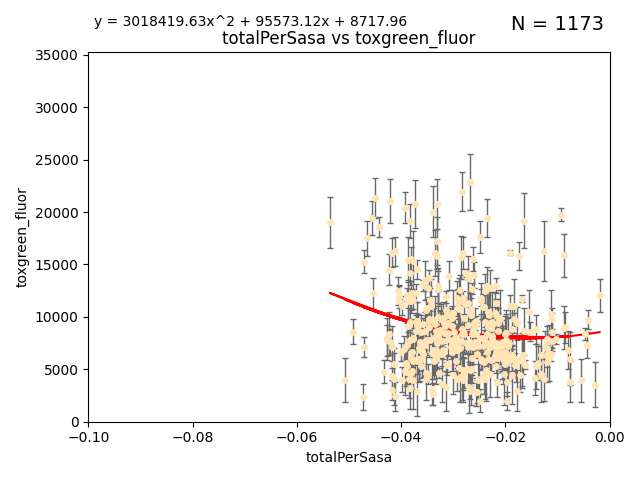 y = 3018419.63x^2 + 95573.12x + 8717.96
N = 1173
totalPerSasa vs toxgreen_fluor
35000
30000
25000
20000
15000
10000
5000
0
toxgreen_fluor
−0.10
−0.08
−0.06
−0.04
−0.02
0.00
totalPerSasa